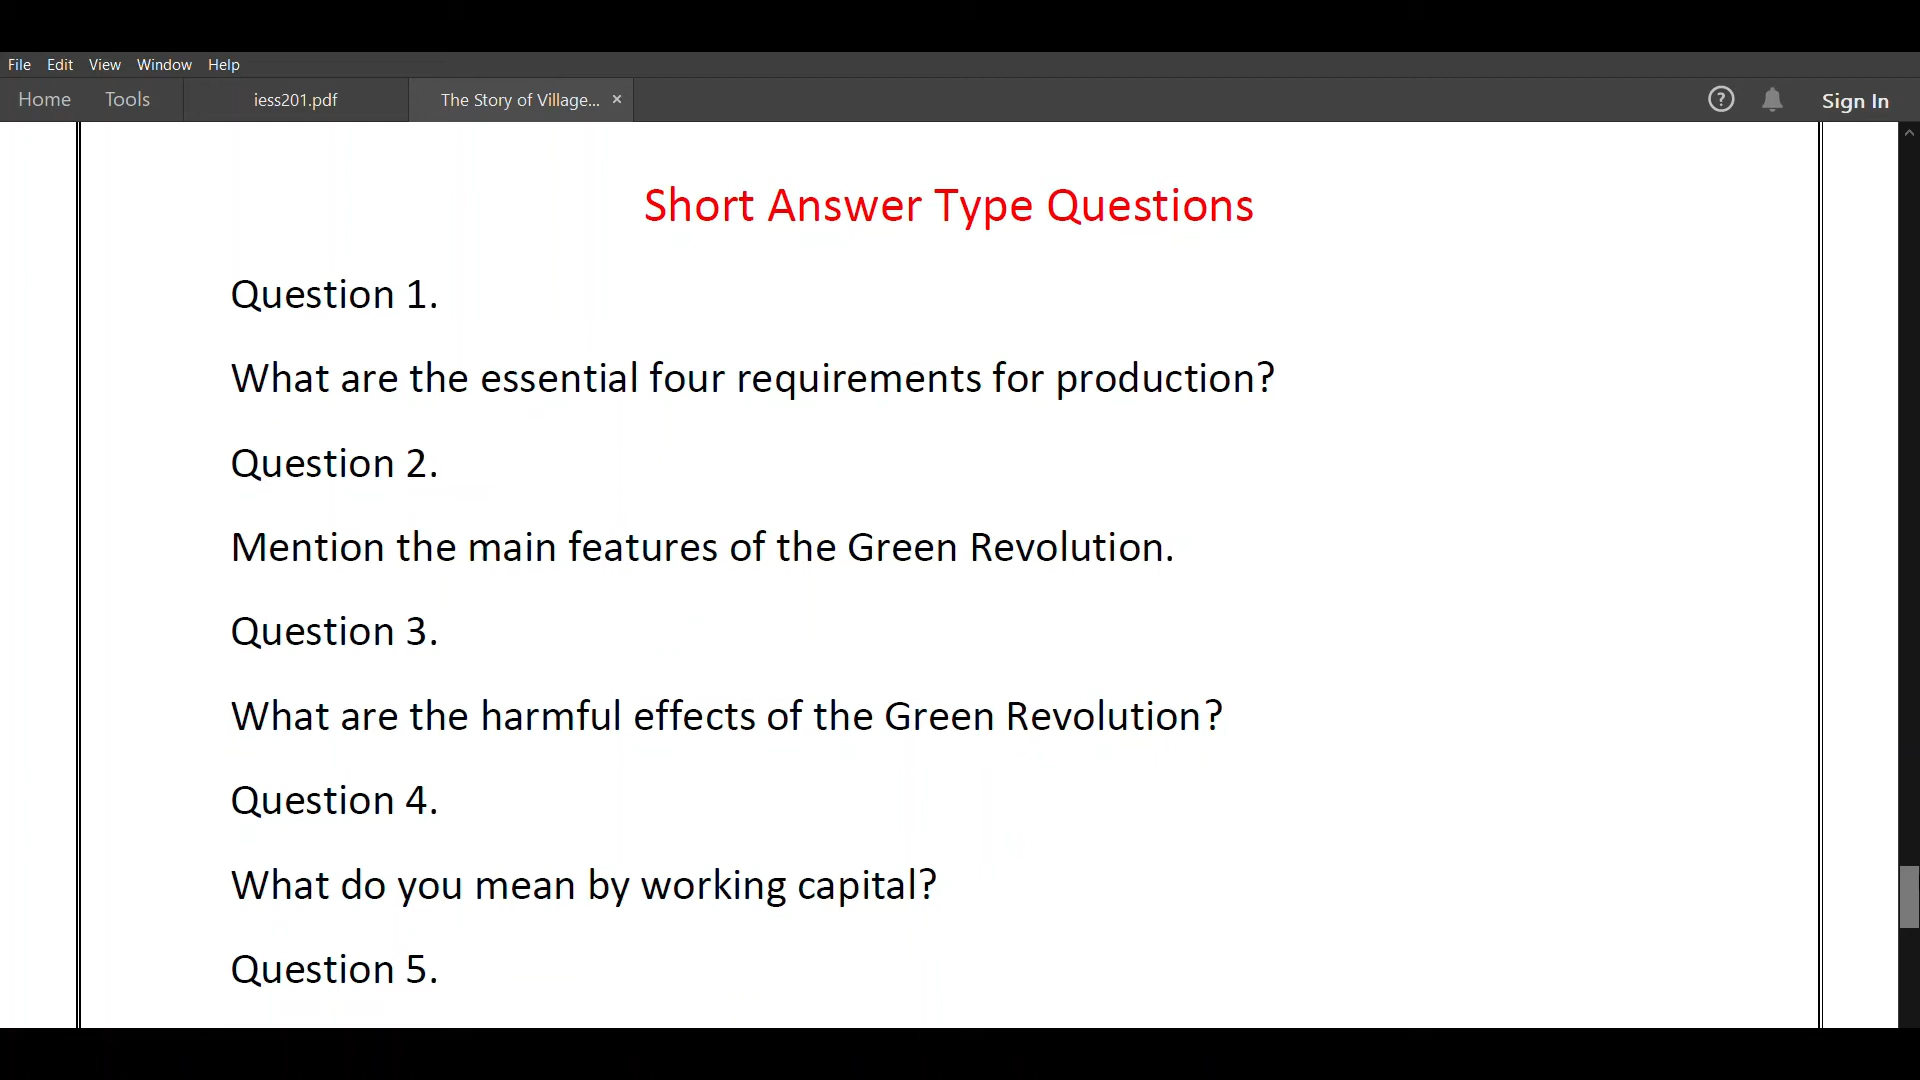 File Edit View Window Help
Home Tools iess201.pdf The Story of Village... × ? Sign In
Short Answer Type Questions
Question 1.
What are the essential four requirements for production?
Question 2.
Mention the main features of the Green Revolution.
Question 3.
What are the harmful effects of the Green Revolution?
Question 4.
What do you mean by working capital?
Question 5.